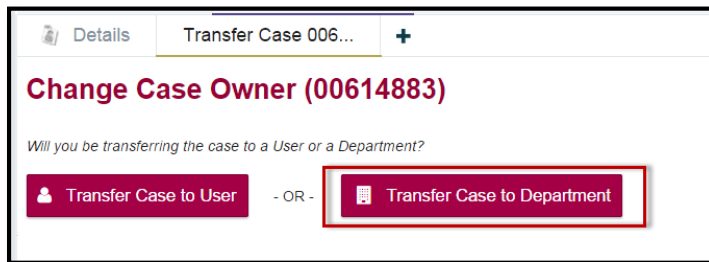 Details
Transfer Case 006...
+
Change Case Owner (00614883)
Will you be transferring the case to a User or a Department?
Transfer Case to User - OR - Transfer Case to Department